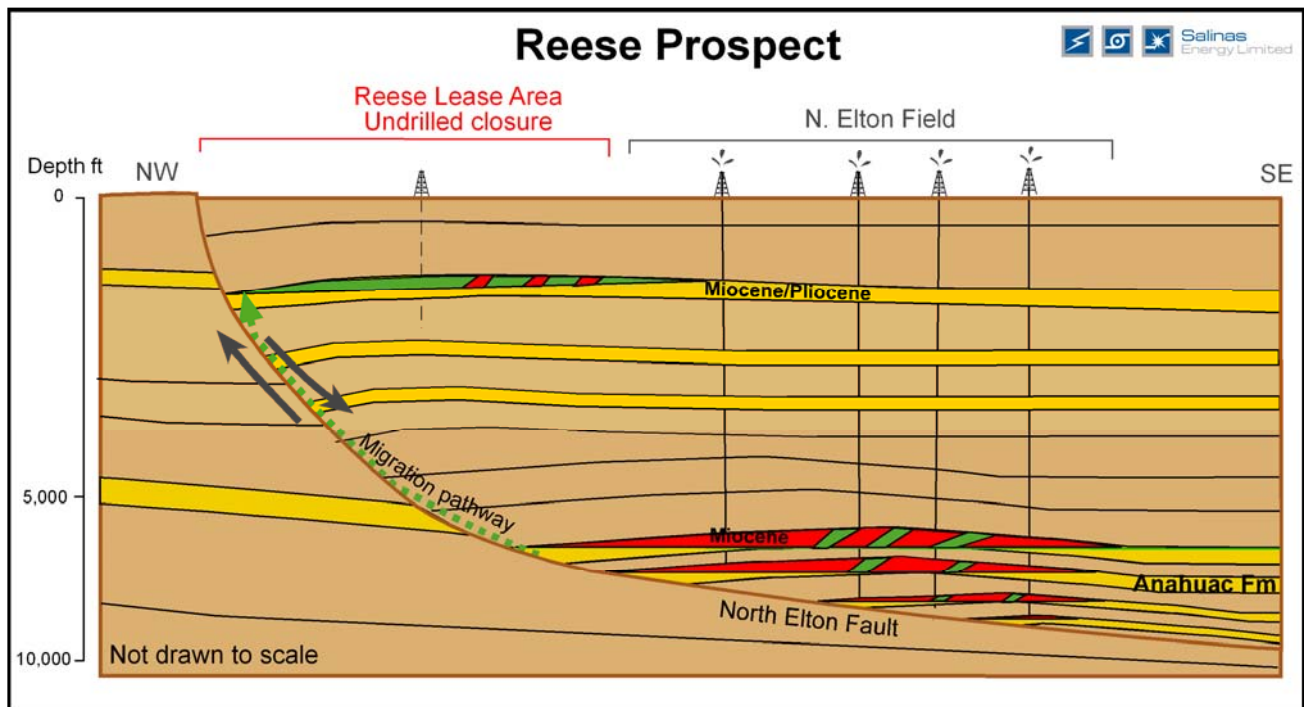 Reese Prospect
Salinas
Energy Limited
Reese Lease Area
Undrilled closure
N. Elton Field
Depth ft
NW
SE
0
Miocene/Pliocene
Migration pathway
5,000
Miocene
Anahuac Fm
North Elton Fault
10,000
Not drawn to scale